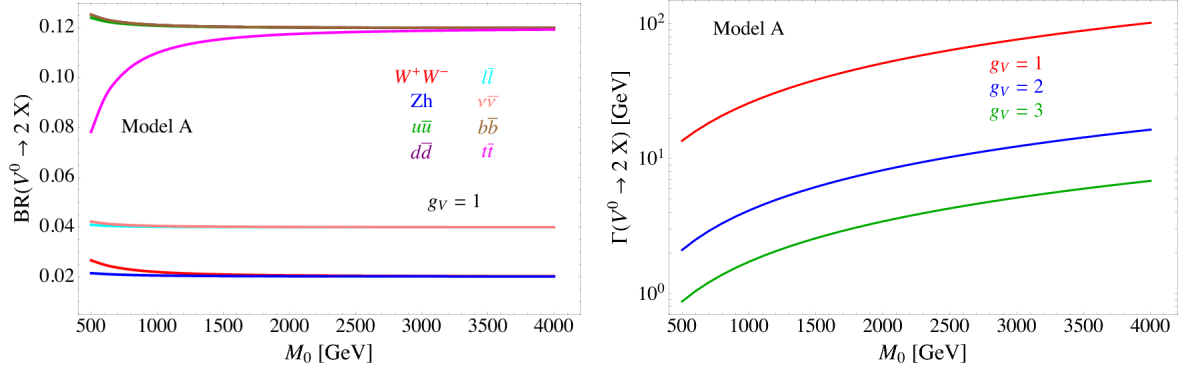 BR(V⁰ → 2 X)
0.12
0.10
0.08
0.06
0.04
0.02
Model A
W⁺W⁻
Zh
uū
dd̄
ll̄
νν̄
bb̄
tt̄
g_V = 1
500 1000 1500 2000 2500 3000 3500 4000
M₀ [GeV]
Γ(V⁰ → 2 X) [GeV]
10²
10¹
10⁰
Model A
g_V = 1
g_V = 2
g_V = 3
500 1000 1500 2000 2500 3000 3500 4000
M₀ [GeV]